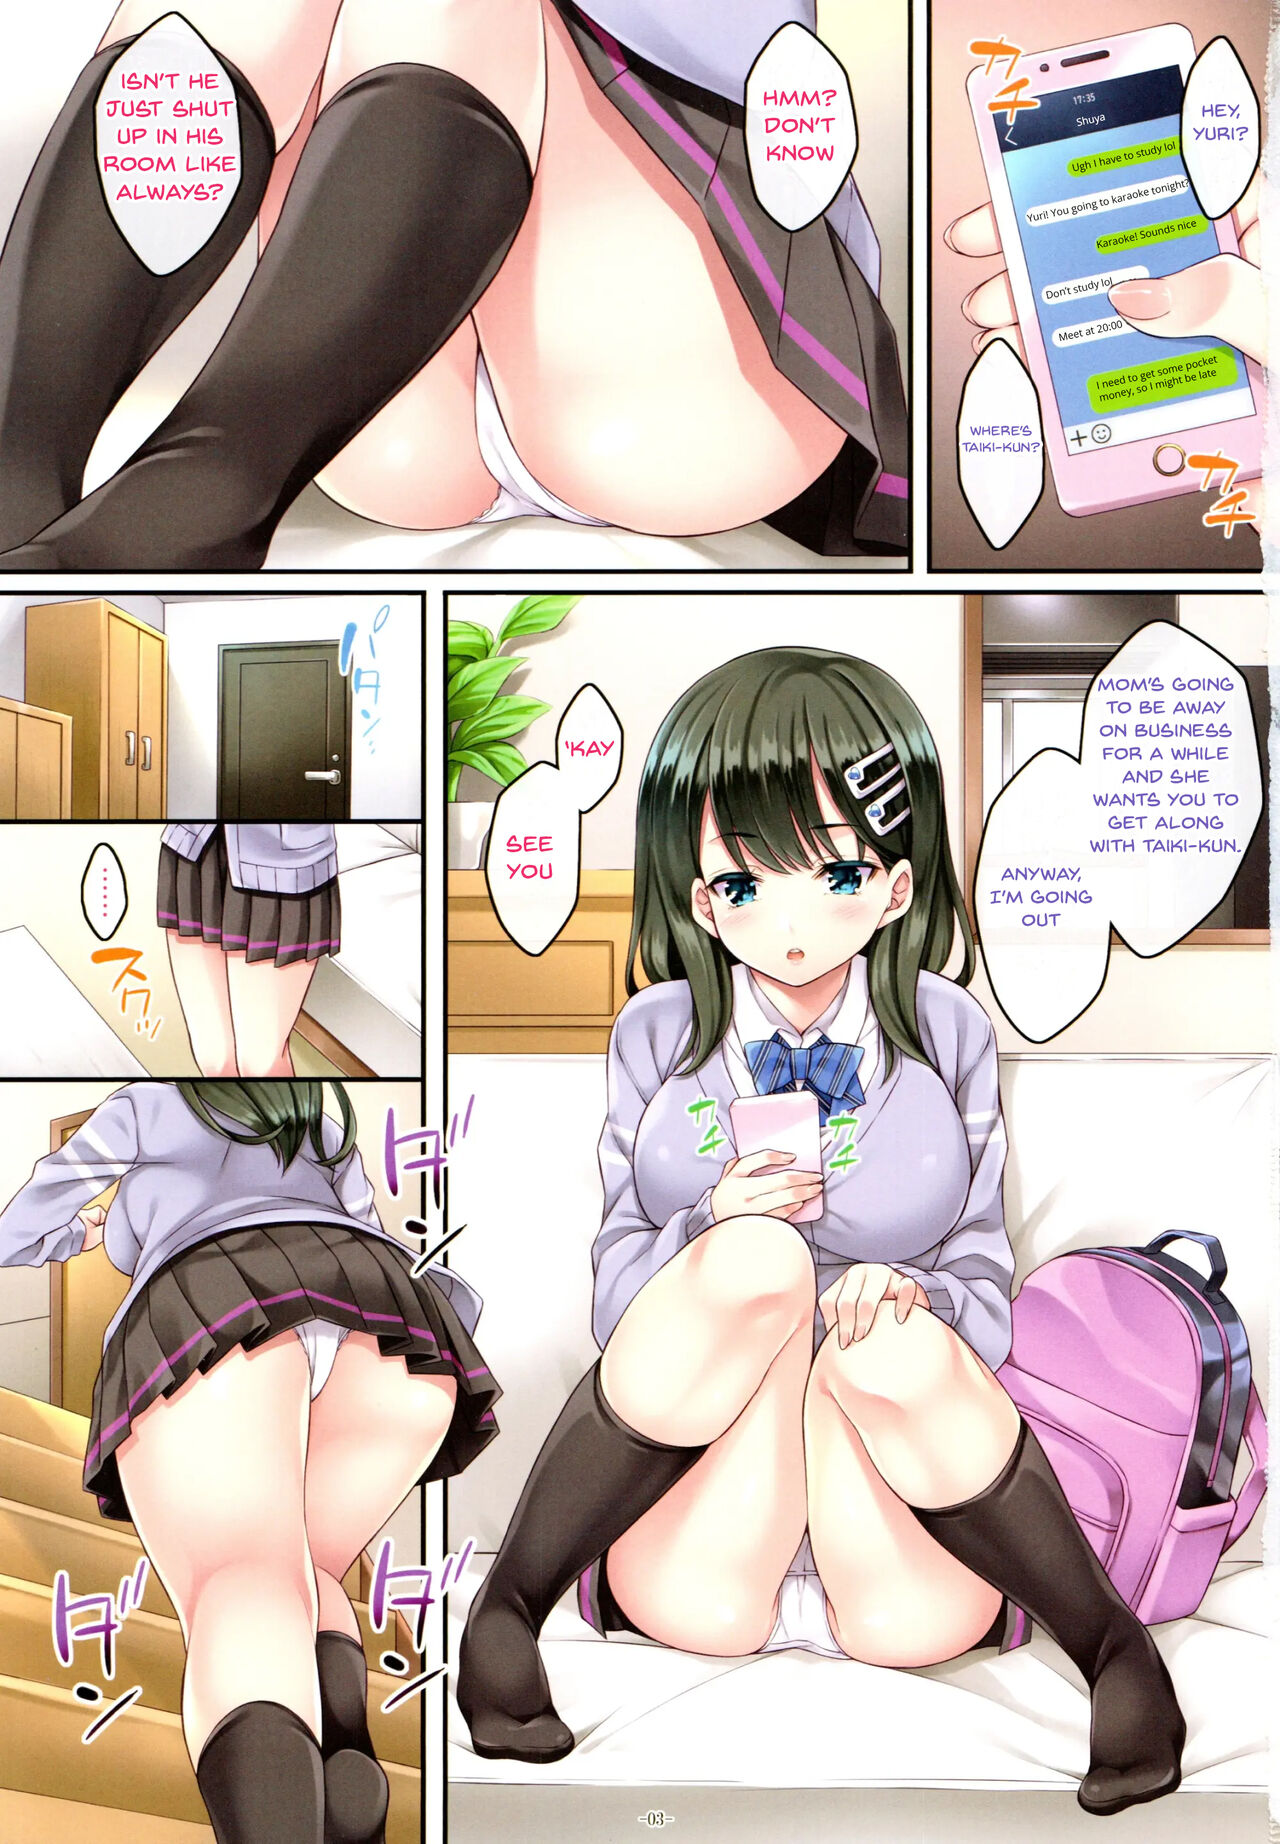 HEY,
YURI?
カチ
17:35
Shuya
Ugh I have to study lol
Yuri! You going to karaoke tonight?
Karaoke! Sounds nice
Don't study lol
Meet at 20:00
I need to get some pocket
money, so I might be late
WHERE'S
TAIKI-KUN?
カチ
HMM?
DON'T
KNOW
ISN'T HE
JUST SHUT
UP IN HIS
ROOM LIKE
ALWAYS?
MOM'S GOING
TO BE AWAY
ON BUSINESS
FOR A WHILE
AND SHE
WANTS YOU TO
GET ALONG
WITH TAIKI-KUN.
ANYWAY,
I'M GOING
OUT
'KAY
SEE
YOU
カチ
カチ
パタン…
……
スクッ
ダンッ
ダンッ
ダンッ
-03-